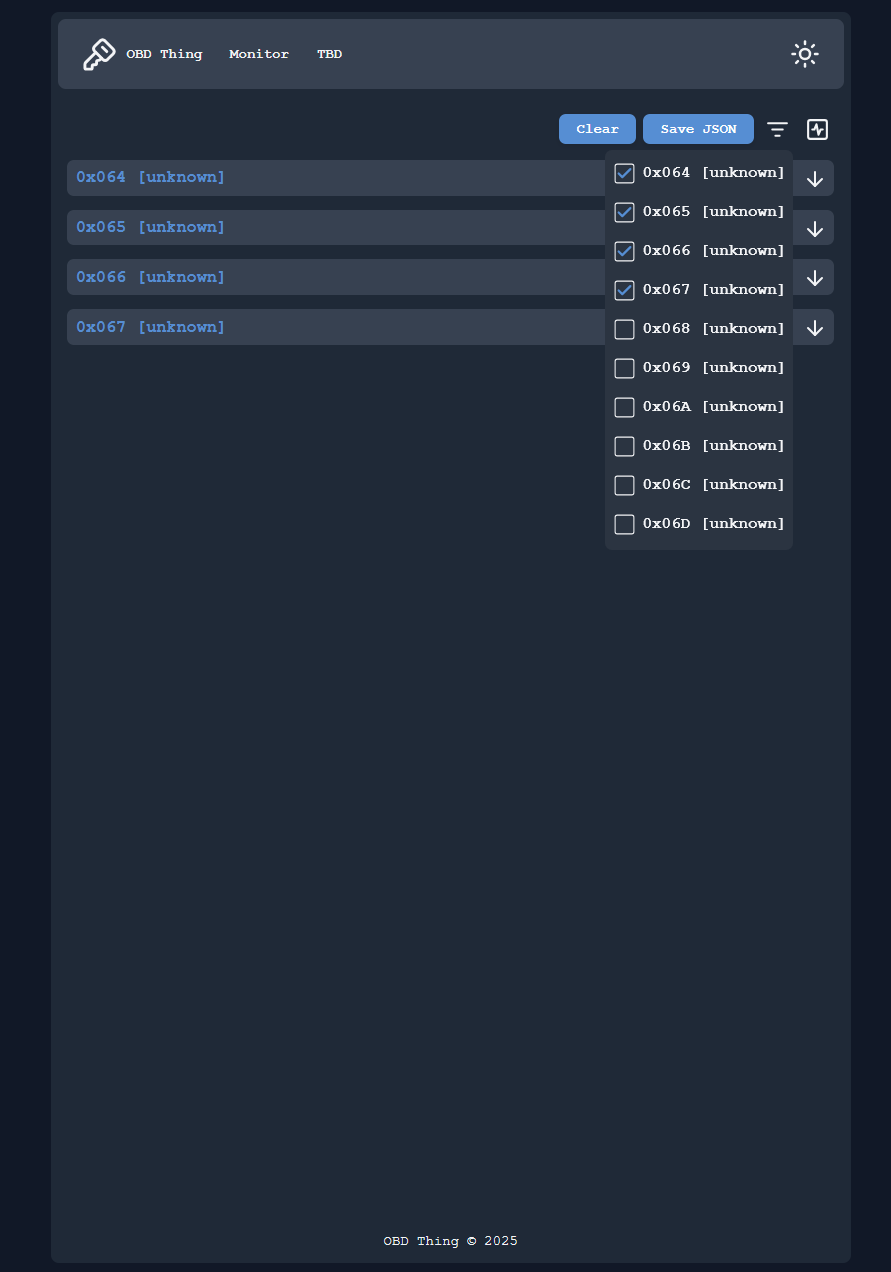 OBD Thing Monitor TBD
Clear Save JSON
0x064 [unknown]
0x065 [unknown]
0x066 [unknown]
0x067 [unknown]
0x064 [unknown]
0x065 [unknown]
0x066 [unknown]
0x067 [unknown]
0x068 [unknown]
0x069 [unknown]
0x06A [unknown]
0x06B [unknown]
0x06C [unknown]
0x06D [unknown]
OBD Thing © 2025